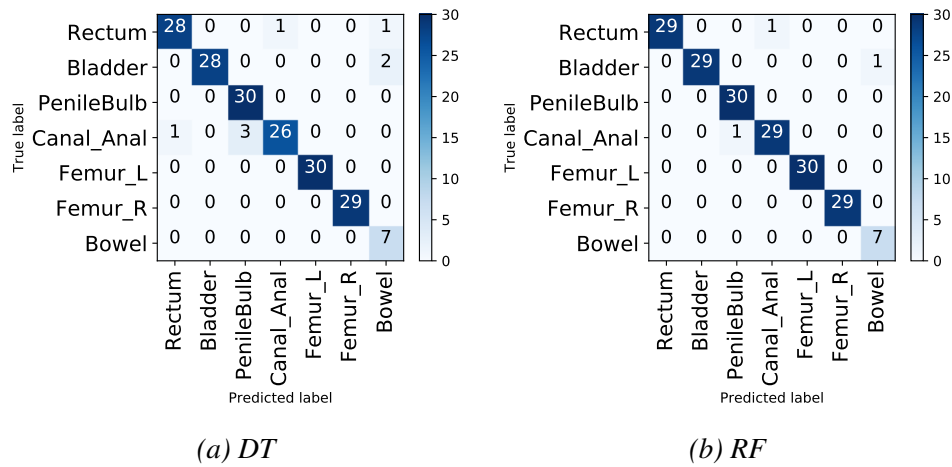 Rectum 28 0 0 1 0 0 1
Bladder 0 28 0 0 0 0 2
PenileBulb 0 0 30 0 0 0 0
Canal_Anal 1 0 3 26 0 0 0
Femur_L 0 0 0 0 30 0 0
Femur_R 0 0 0 0 0 29 0
Bowel 0 0 0 0 0 0 7
True label
Rectum
Bladder
PenileBulb
Canal_Anal
Femur_L
Femur_R
Bowel
Predicted label
30
25
20
15
10
5
0
(a) DT
Rectum 29 0 0 1 0 0 0
Bladder 0 29 0 0 0 0 1
PenileBulb 0 0 30 0 0 0 0
Canal_Anal 0 0 1 29 0 0 0
Femur_L 0 0 0 0 30 0 0
Femur_R 0 0 0 0 0 29 0
Bowel 0 0 0 0 0 0 7
True label
Rectum
Bladder
PenileBulb
Canal_Anal
Femur_L
Femur_R
Bowel
Predicted label
30
25
20
15
10
5
0
(b) RF